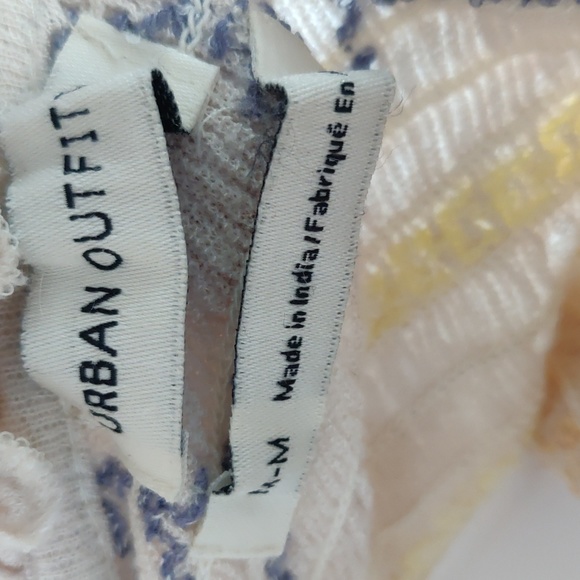 URBAN OUTFIT
Made in India/Fabriqué En
-M